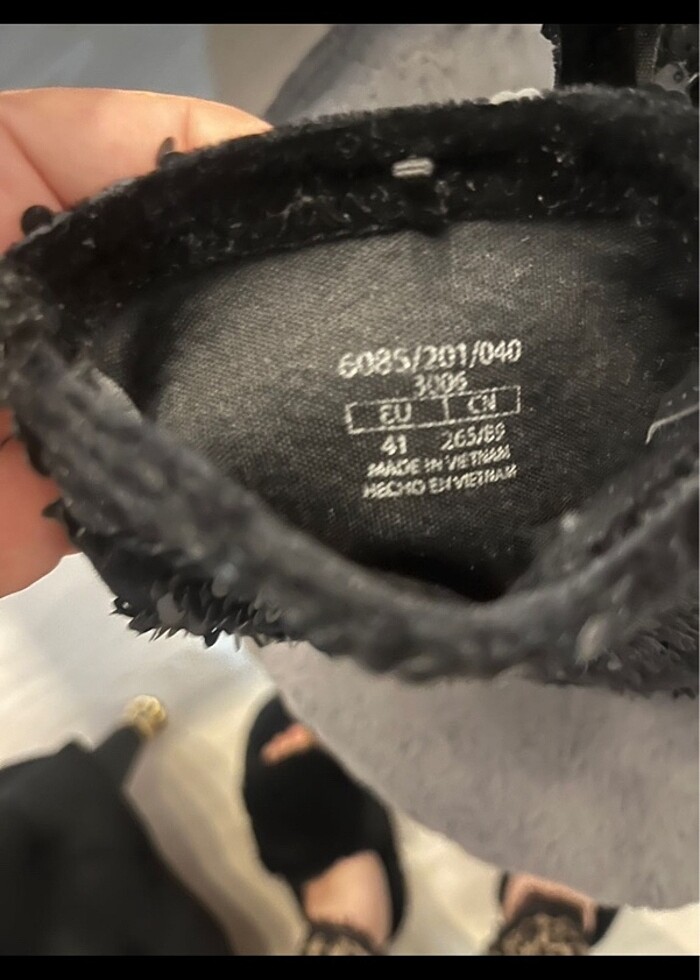 6085/201/040
3006
EU CN
41 265/89
MADE IN VIETNAM
HECHO EN VIETNAM